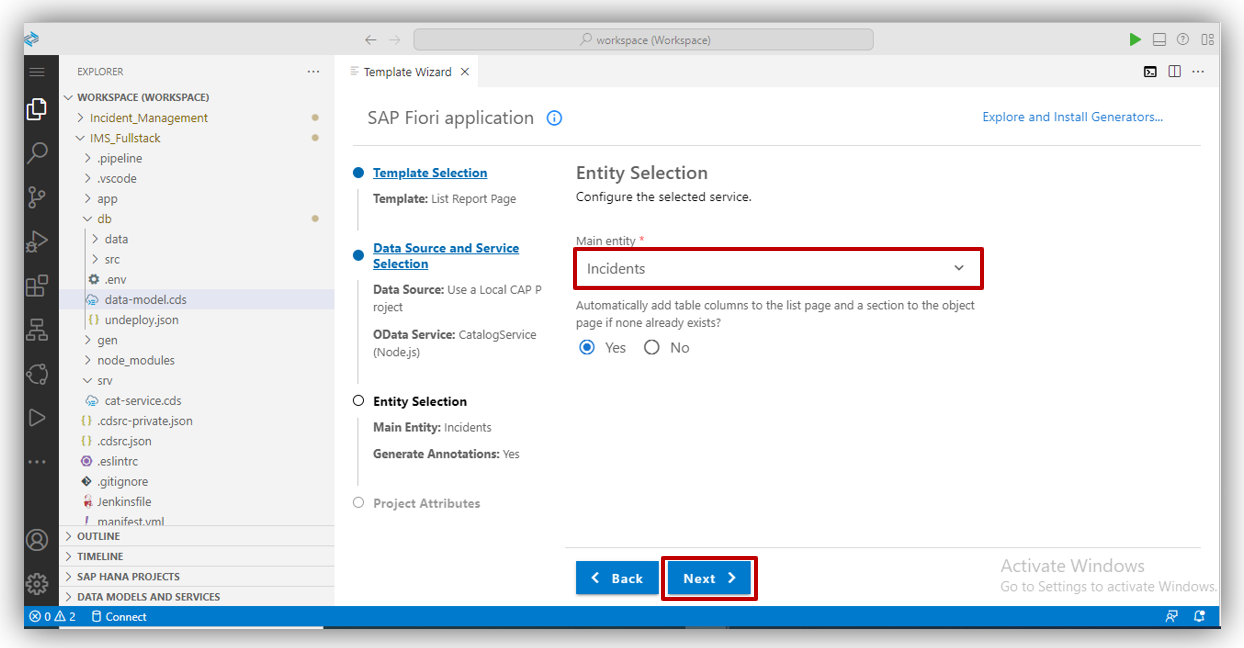 workspace (Workspace)
EXPLORER
Template Wizard
WORKSPACE (WORKSPACE)
Incident_Management
IMS_Fullstack
.pipeline
.vscode
app
db
data
src
.env
data-model.cds
undeploy.json
gen
node_modules
srv
cat-service.cds
.cdsrc-private.json
.cdsrc.json
.eslintrc
.gitignore
Jenkinsfile
manifest.yml
OUTLINE
TIMELINE
SAP HANA PROJECTS
DATA MODELS AND SERVICES
SAP Fiori application
Explore and Install Generators...
Template Selection
Template: List Report Page
Data Source and Service
Selection
Data Source: Use a Local CAP P
roject
OData Service: CatalogService
(Node.js)
Entity Selection
Main Entity: Incidents
Generate Annotations: Yes
Project Attributes
Entity Selection
Configure the selected service.
Main entity *
Incidents
Automatically add table columns to the list page and a section to the object
page if none already exists?
Yes No
Back Next
Activate Windows
Go to Settings to activate Windows.
0 2 Connect